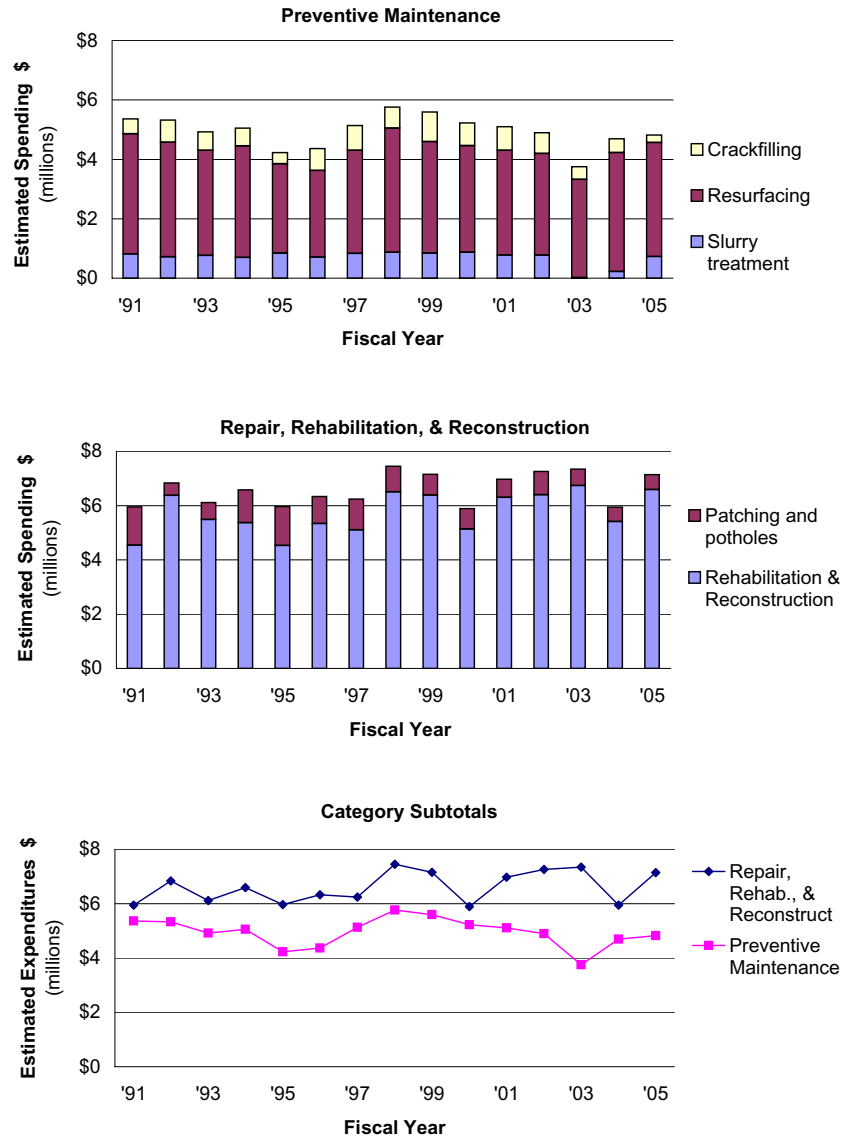 Preventive Maintenance
Estimated Spending $
(millions)
$8
$6
$4
$2
$0
'91
'93
'95
'97
'99
'01
'03
'05
Fiscal Year
Crackfilling
Resurfacing
Slurry
treatment
Repair, Rehabilitation, & Reconstruction
Estimated Spending $
(millions)
$8
$6
$4
$2
$0
'91
'93
'95
'97
'99
'01
'03
'05
Fiscal Year
Patching and
potholes
Rehabilitation &
Reconstruction
Category Subtotals
Estimated Expenditures $
(millions)
$8
$6
$4
$2
$0
'91
'93
'95
'97
'99
'01
'03
'05
Fiscal Year
Repair,
Rehab., &
Reconstruct
Preventive
Maintenance